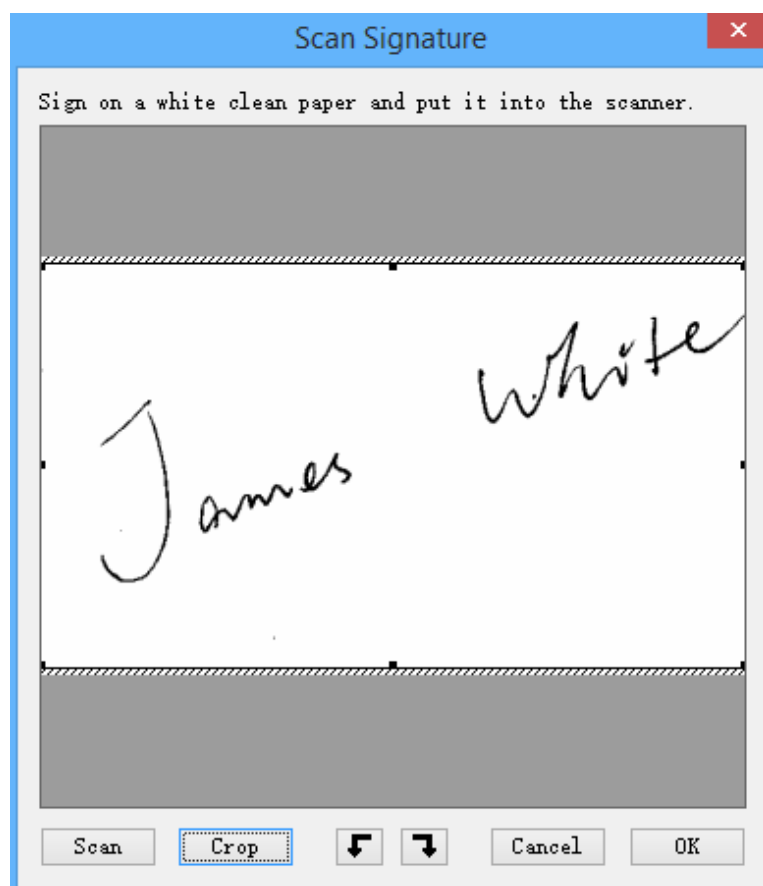 Scan Signature
Sign on a white clean paper and put it into the scanner.
James White
Scan Crop Cancel OK